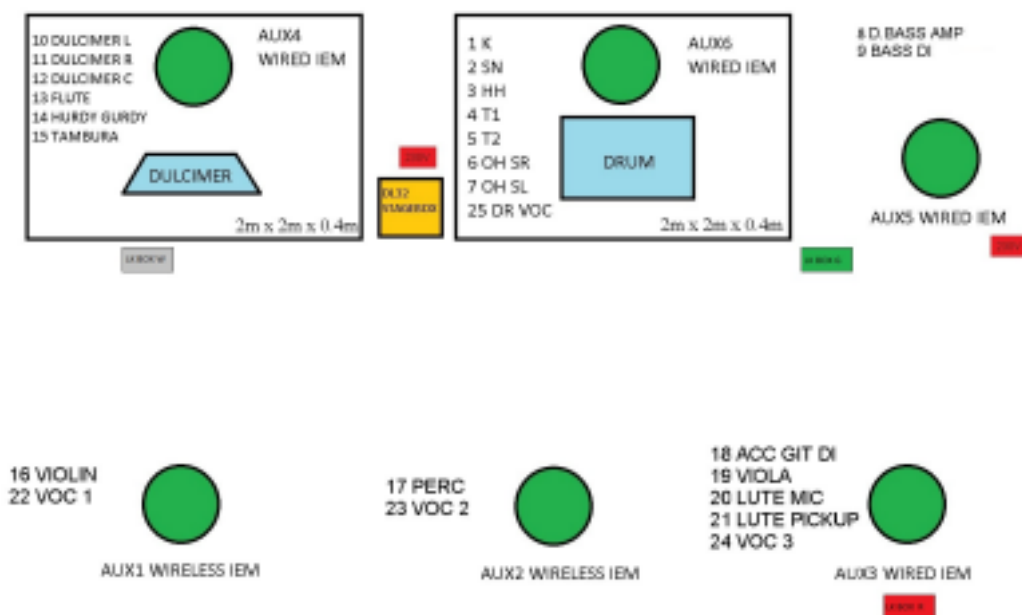 10 DULCIMER L
11 DULCIMER R
12 DULCIMER C
13 FLUTE
14 HURDY GURDY
15 TAMBURA
AUX4
WIRED IEM
DULCIMER
2m x 2m x 0.4m
230V
DL32
STAGEBOX
1 K
2 SN
3 HH
4 T1
5 T2
6 OH SR
7 OH SL
25 DR VOC
AUX6
WIRED IEM
DRUM
2m x 2m x 0.4m
8 D.BASS AMP
9 BASS DI
AUX5 WIRED IEM
230V
16 VIOLIN
22 VOC 1
AUX1 WIRELESS IEM
17 PERC
23 VOC 2
AUX2 WIRELESS IEM
18 ACC GIT DI
19 VIOLA
20 LUTE MIC
21 LUTE PICKUP
24 VOC 3
AUX3 WIRED IEM